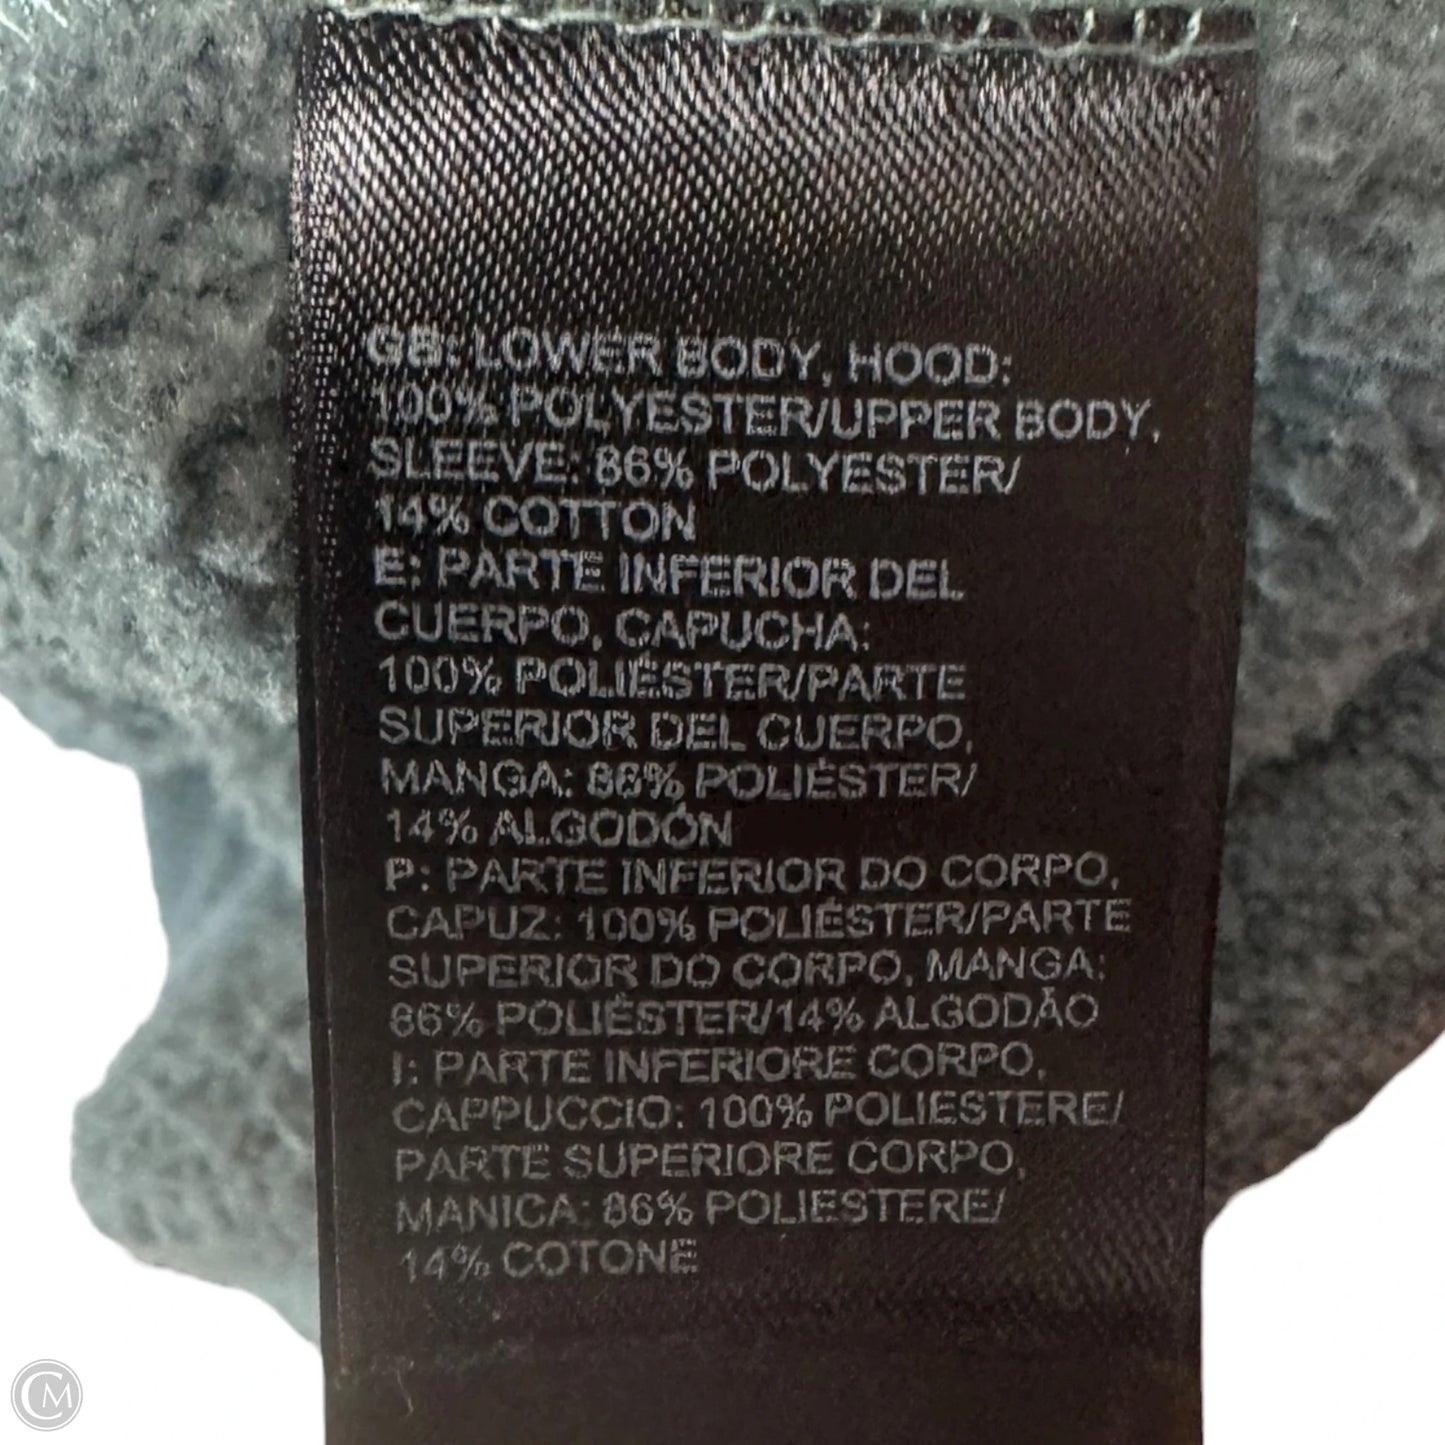 GB: LOWER BODY, HOOD:
100% POLYESTER/UPPER BODY,
SLEEVE: 86% POLYESTER/
14% COTTON
E: PARTE INFERIOR DEL
CUERPO, CAPUCHA:
100% POLIÉSTER/PARTE
SUPERIOR DEL CUERPO,
MANGA: 86% POLIÉSTER/
14% ALGODÓN
P: PARTE INFERIOR DO CORPO,
CAPUZ: 100% POLIÉSTER/PARTE
SUPERIOR DO CORPO, MANGA:
86% POLIÉSTER/14% ALGODÃO
I: PARTE INFERIORE CORPO,
CAPPUCCIO: 100% POLIESTERE/
PARTE SUPERIORE CORPO,
MANICA: 86% POLIESTERE/
14% COTONE
CM